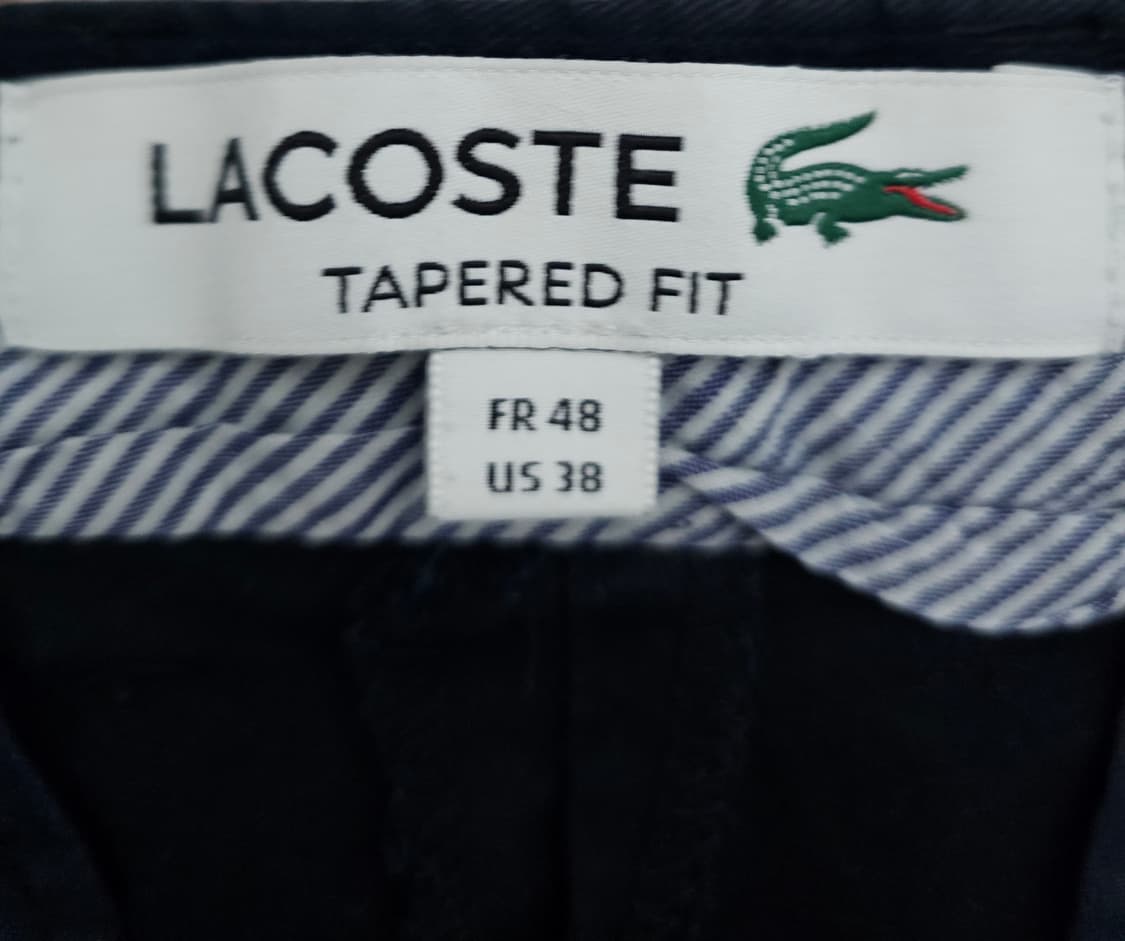 LACOSTE
TAPERED FIT
FR 48
US 38